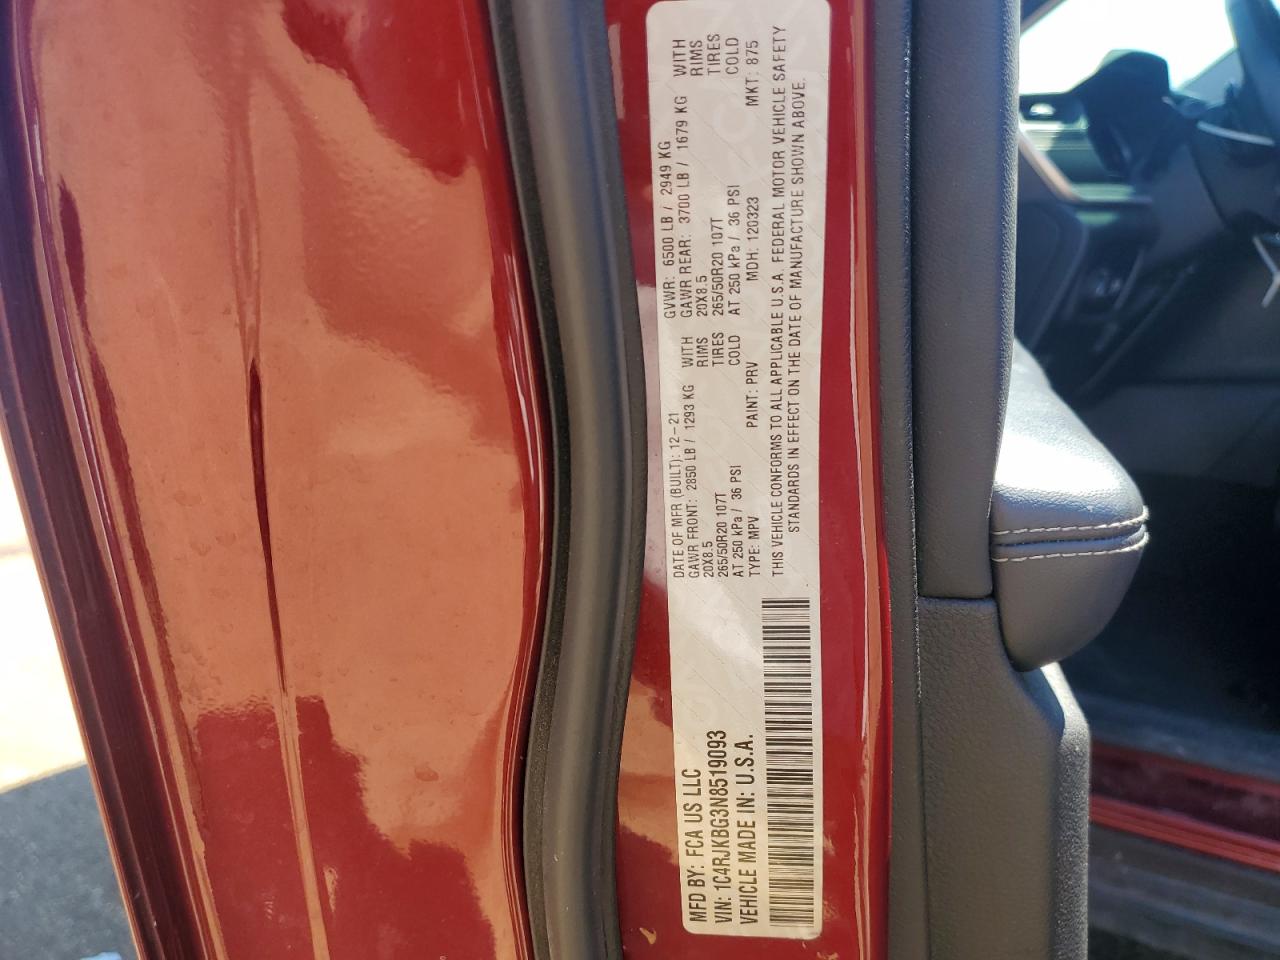 MFD BY: FCA US LLC
VIN: 1C4RJKBG3N8519093
VEHICLE MADE IN: U.S.A.
DATE OF MFR (BUILT): 12-21 GVWR: 6500 LB / 2949 KG
GAWR FRONT: 2850 LB / 1293 KG WITH GAWR REAR: 3700 LB / 1679 KG WITH
20X8.5 RIMS 20X8.5 RIMS
265/50R20 107T TIRES 265/50R20 107T TIRES
AT 250 kPa / 36 PSI COLD AT 250 kPa / 36 PSI COLD
TYPE: MPV PAINT: PRV MDH: 120323 MKT: 875
THIS VEHICLE CONFORMS TO ALL APPLICABLE U.S.A. FEDERAL MOTOR VEHICLE SAFETY
STANDARDS IN EFFECT ON THE DATE OF MANUFACTURE SHOWN ABOVE.